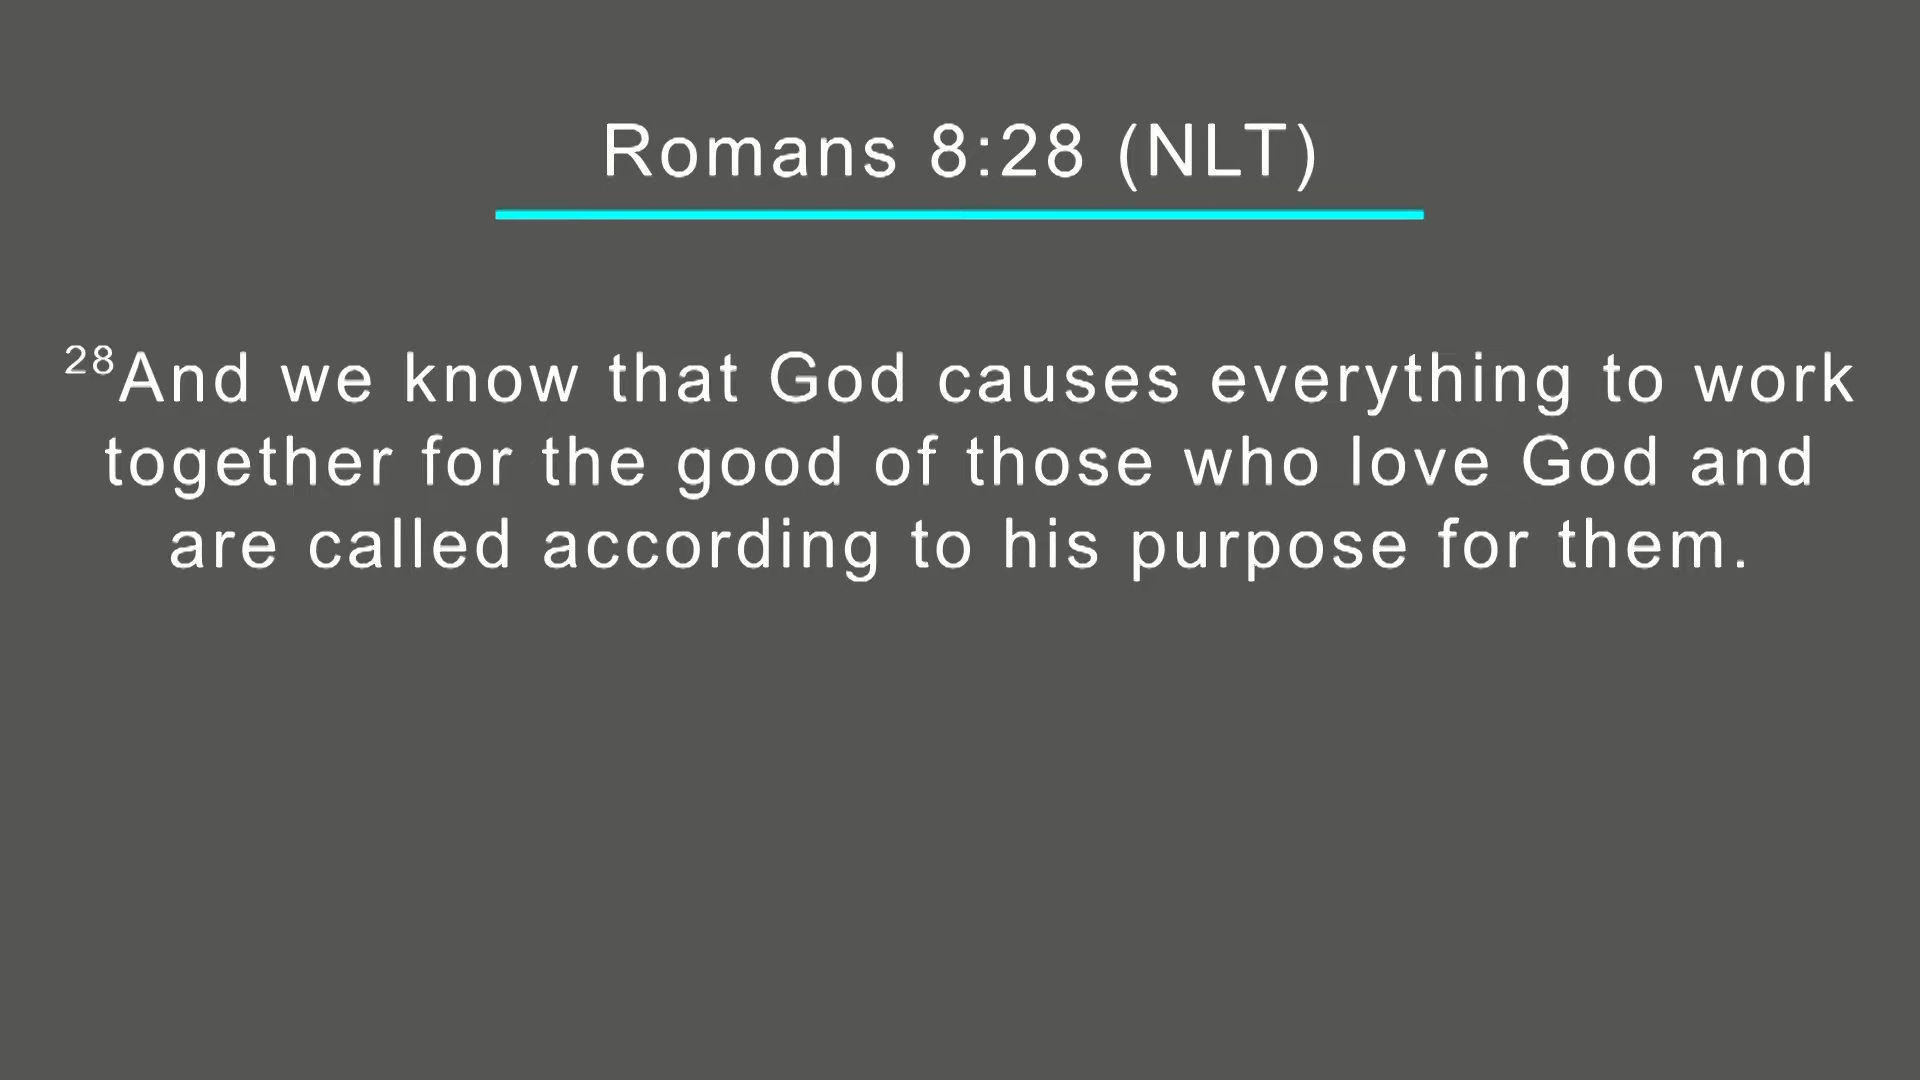 Romans 8:28 (NLT)
28And we know that God causes everything to work
together for the good of those who love God and
are called according to his purpose for them.